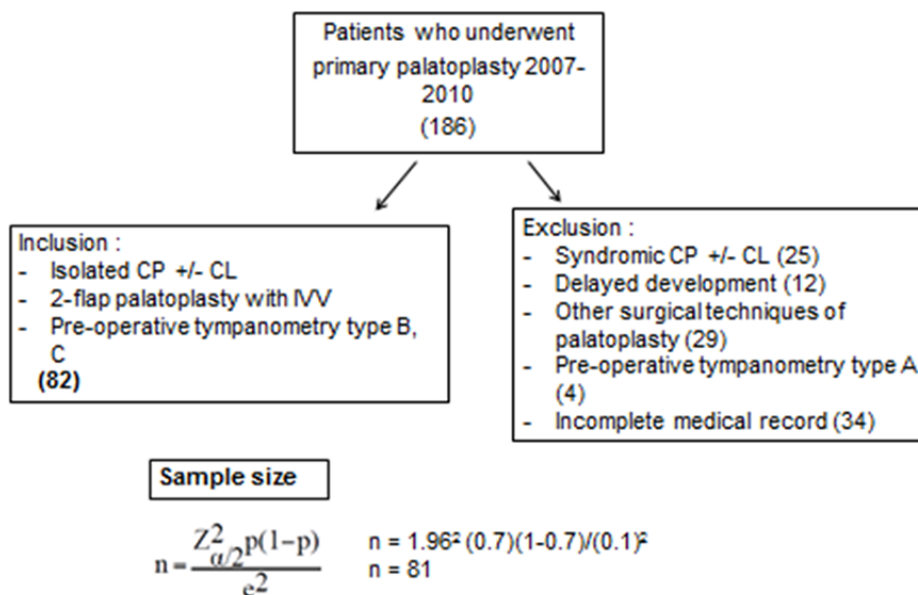 Patients who underwent
primary palatoplasty 2007-
2010
(186)
Inclusion :
- Isolated CP +/- CL
- 2-flap palatoplasty with IVV
- Pre-operative tympanometry type B,
C
(82)
Exclusion :
- Syndromic CP +/- CL (25)
- Delayed development (12)
- Other surgical techniques of
palatoplasty (29)
- Pre-operative tympanometry type A
(4)
- Incomplete medical record (34)
Sample size
n = Z²α/2 p(1−p) / e²
n = 1.96² (0.7)(1-0.7)/(0.1)²
n = 81